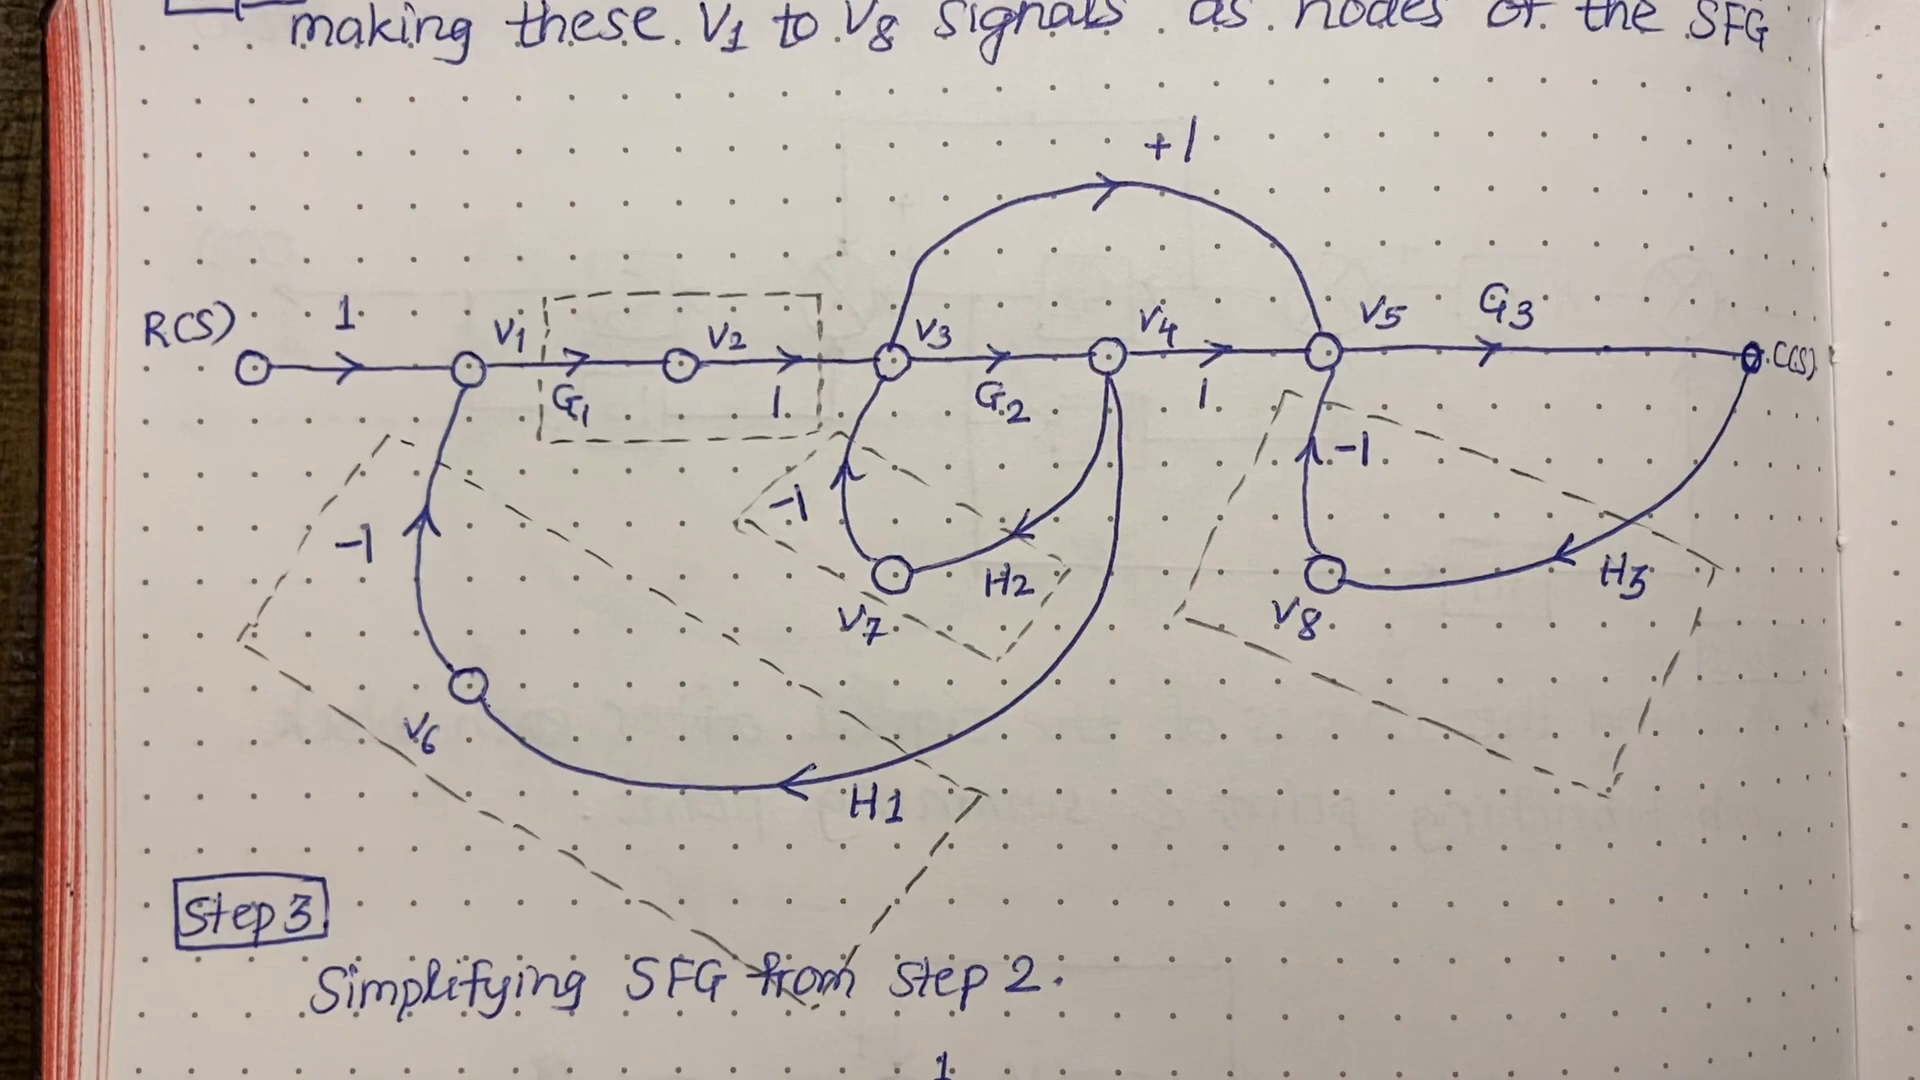 making these V1 to V8 signals as nodes of the SFG
+1
R(S) 1 V1 V2 V3 V4 V5 G3 C(S)
G1 1 G2 1
-1 -1 -1
H2 H3
V7 V8
V6
H1
Step 3
Simplifying SFG from step 2.
1